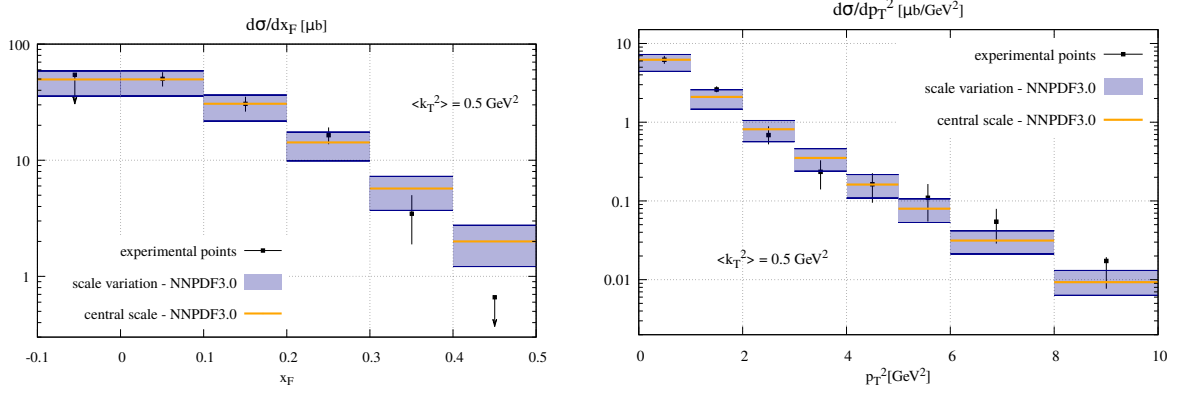 dσ/dx_F [μb]
100
10
1
<k_T^2> = 0.5 GeV^2
experimental points
scale variation - NNPDF3.0
central scale - NNPDF3.0
-0.1 0 0.1 0.2 0.3 0.4 0.5
x_F
dσ/dp_T^2 [μb/GeV^2]
10
1
0.1
0.01
experimental points
scale variation - NNPDF3.0
central scale - NNPDF3.0
<k_T^2> = 0.5 GeV^2
0 2 4 6 8 10
p_T^2[GeV^2]